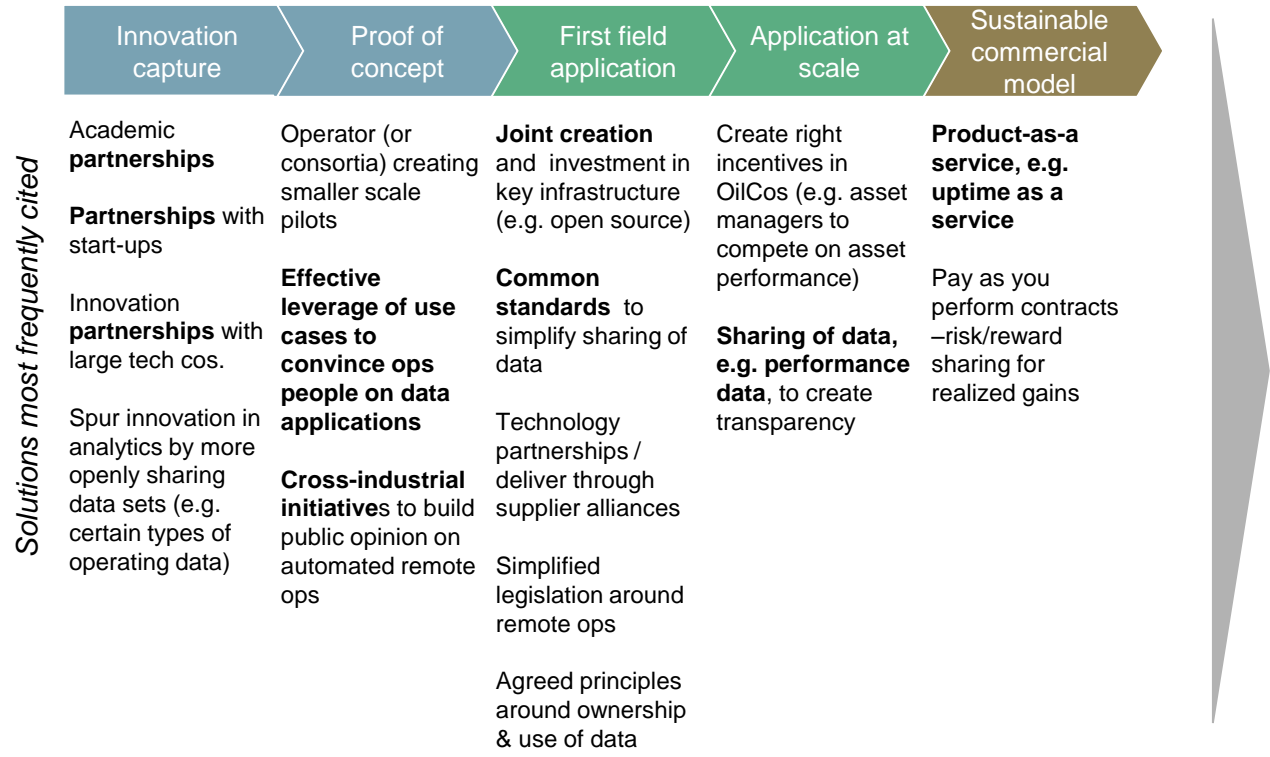 Innovation
capture
Proof of
concept
First field
application
Application at
scale
Sustainable
commercial
model
Solutions most frequently cited
Academic
partnerships
Partnerships with
start-ups
Innovation
partnerships with
large tech cos.
Spur innovation in
analytics by more
openly sharing
data sets (e.g.
certain types of
operating data)
Operator (or
consortia) creating
smaller scale
pilots
Effective
leverage of use
cases to
convince ops
people on data
applications
Cross-industrial
initiatives to build
public opinion on
automated remote
ops
Joint creation
and investment in
key infrastructure
(e.g. open source)
Common
standards to
simplify sharing of
data
Technology
partnerships /
deliver through
supplier alliances
Simplified
legislation around
remote ops
Agreed principles
around ownership
& use of data
Create right
incentives in
OilCos (e.g. asset
managers to
compete on asset
performance)
Sharing of data,
e.g. performance
data, to create
transparency
Product-as-a
service, e.g.
uptime as a
service
Pay as you
perform contracts
–risk/reward
sharing for
realized gains